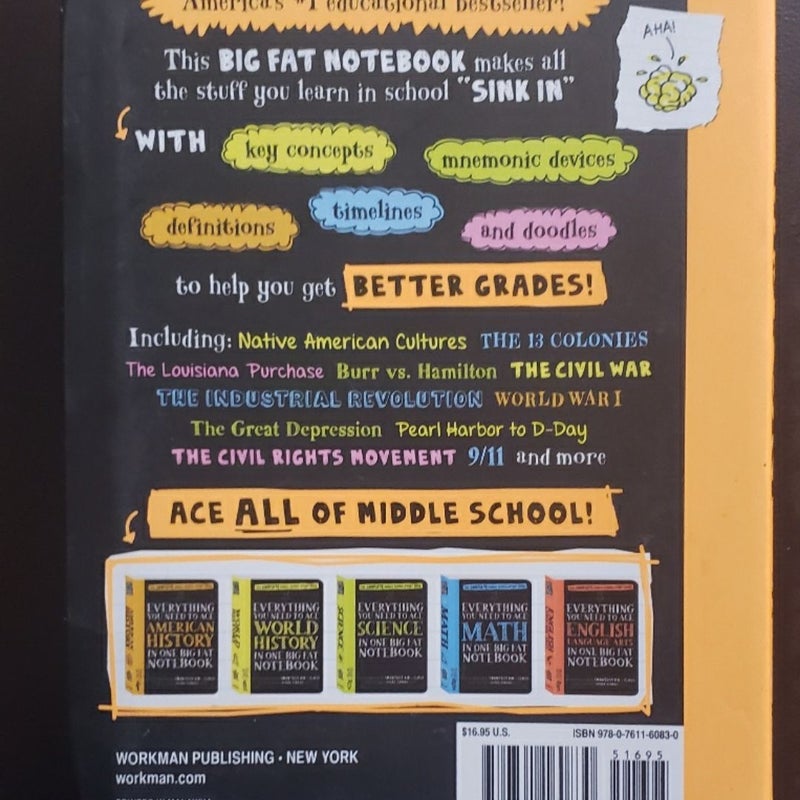 America's #1 educational bestseller!
AHA!
This BIG FAT NOTEBOOK makes all
the stuff you learn in school "SINK IN"
WITH key concepts mnemonic devices
definitions timelines and doodles
to help you get BETTER GRADES!
Including: Native American Cultures THE 13 COLONIES
The Louisiana Purchase Burr vs. Hamilton THE CIVIL WAR
THE INDUSTRIAL REVOLUTION WORLD WAR I
The Great Depression Pearl Harbor to D-Day
THE CIVIL RIGHTS MOVEMENT 9/11 and more
ACE ALL OF MIDDLE SCHOOL!
EVERYTHING
YOU NEED TO ACE
AMERICAN
HISTORY
IN ONE BIG FAT
NOTEBOOK
EVERYTHING
YOU NEED TO ACE
WORLD
HISTORY
IN ONE BIG FAT
NOTEBOOK
SCIENCE
EVERYTHING
YOU NEED TO ACE
SCIENCE
IN ONE BIG FAT
NOTEBOOK
MATH
EVERYTHING
YOU NEED TO ACE
MATH
IN ONE BIG FAT
NOTEBOOK
ENGLISH
EVERYTHING
YOU NEED TO ACE
ENGLISH
LANGUAGE ARTS
IN ONE BIG FAT
NOTEBOOK
WORKMAN PUBLISHING • NEW YORK
workman.com
$16.95 U.S. ISBN 978-0-7611-6083-0
51695